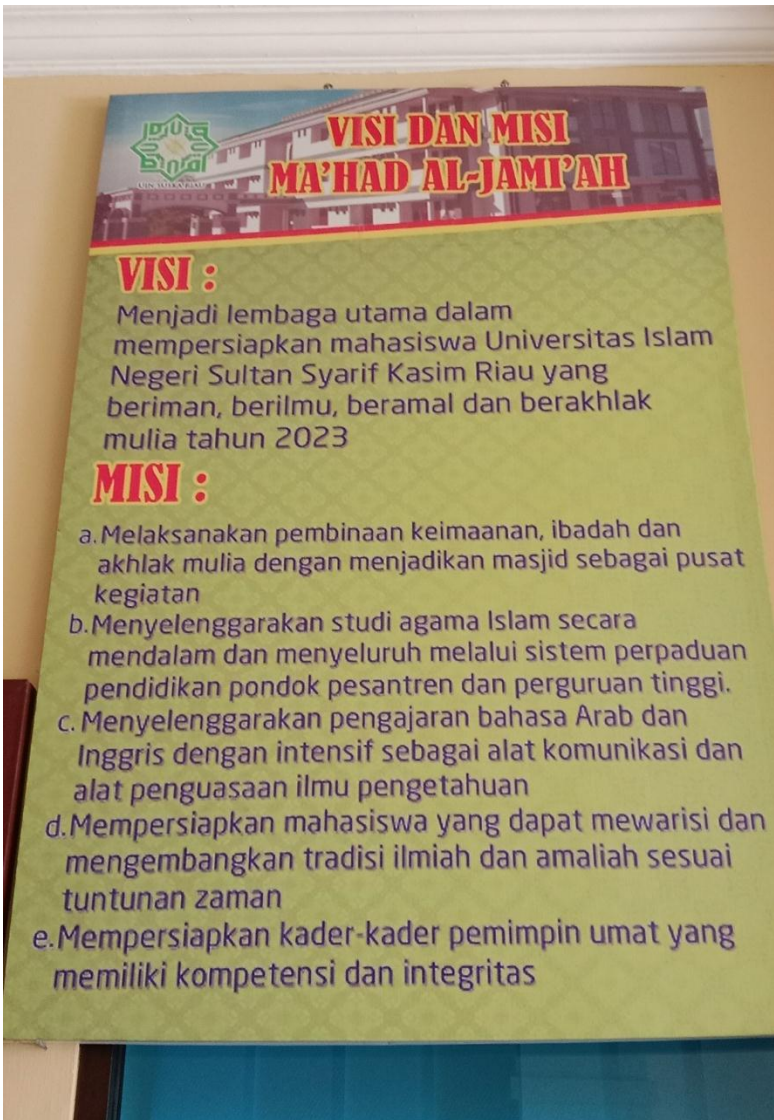 UIN SUSKA RIAU
VISI DAN MISI
MA'HAD AL-JAMI'AH
VISI :
Menjadi lembaga utama dalam
mempersiapkan mahasiswa Universitas Islam
Negeri Sultan Syarif Kasim Riau yang
beriman, berilmu, beramal dan berakhlak
mulia tahun 2023
MISI :
a. Melaksanakan pembinaan keimaanan, ibadah dan
akhlak mulia dengan menjadikan masjid sebagai pusat
kegiatan
b. Menyelenggarakan studi agama Islam secara
mendalam dan menyeluruh melalui sistem perpaduan
pendidikan pondok pesantren dan perguruan tinggi.
c. Menyelenggarakan pengajaran bahasa Arab dan
Inggris dengan intensif sebagai alat komunikasi dan
alat penguasaan ilmu pengetahuan
d. Mempersiapkan mahasiswa yang dapat mewarisi dan
mengembangkan tradisi ilmiah dan amaliah sesuai
tuntunan zaman
e. Mempersiapkan kader-kader pemimpin umat yang
memiliki kompetensi dan integritas